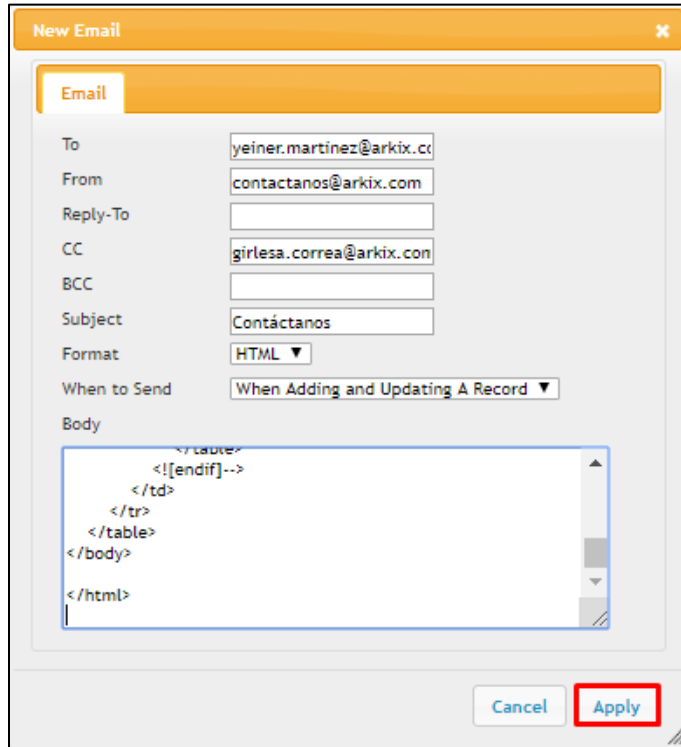 New Email
Email
To yeiner.martinez@arkix.co
From contactanos@arkix.com
Reply-To
CC girlesa.correa@arkix.com
BCC
Subject Contáctanos
Format HTML
When to Send When Adding and Updating A Record
Body
</table>
<![endif]-->
</td>
</tr>
</table>
</body>
</html>
Cancel Apply